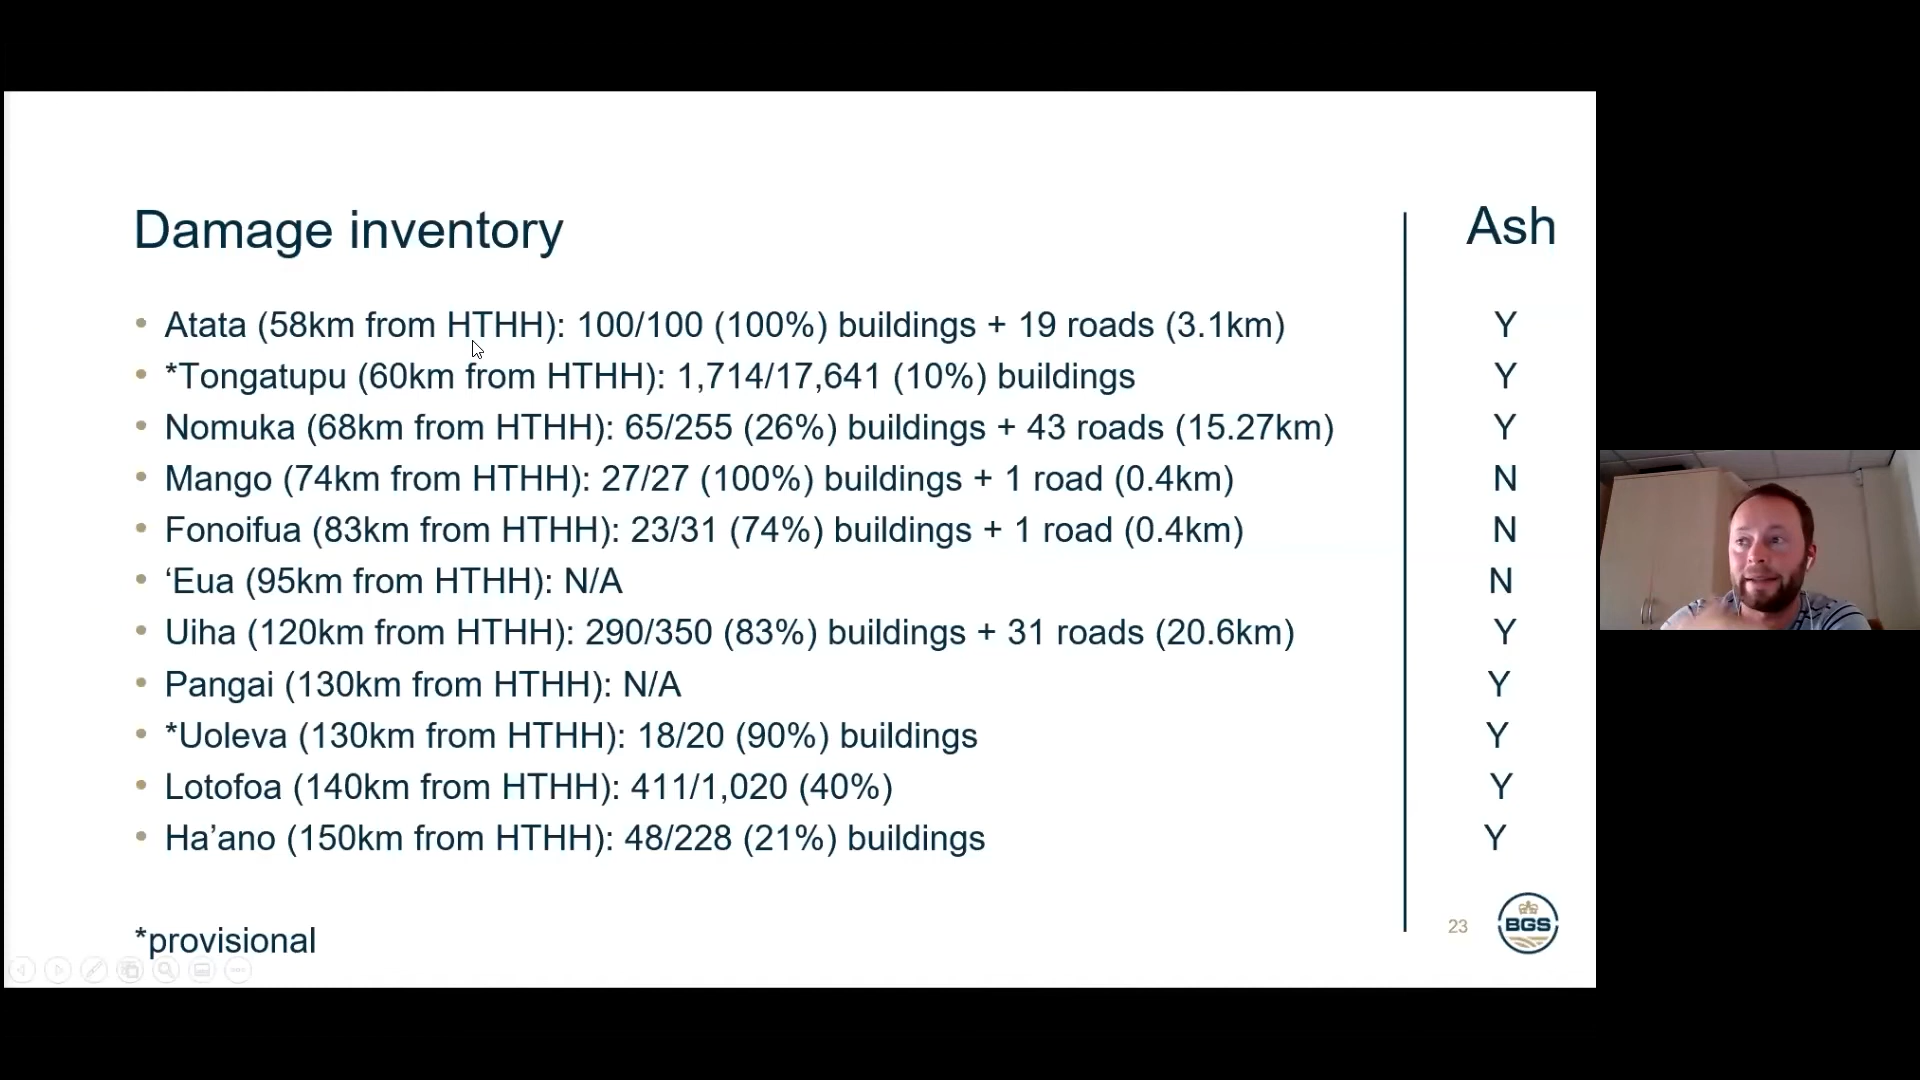 Damage inventory
Ash
Atata (58km from HTHH): 100/100 (100%) buildings + 19 roads (3.1km) Y
*Tongatupu (60km from HTHH): 1,714/17,641 (10%) buildings Y
Nomuka (68km from HTHH): 65/255 (26%) buildings + 43 roads (15.27km) Y
Mango (74km from HTHH): 27/27 (100%) buildings + 1 road (0.4km) N
Fonoifua (83km from HTHH): 23/31 (74%) buildings + 1 road (0.4km) N
‘Eua (95km from HTHH): N/A N
Uiha (120km from HTHH): 290/350 (83%) buildings + 31 roads (20.6km) Y
Pangai (130km from HTHH): N/A Y
*Uoleva (130km from HTHH): 18/20 (90%) buildings Y
Lotofoa (140km from HTHH): 411/1,020 (40%) Y
Ha’ano (150km from HTHH): 48/228 (21%) buildings Y
*provisional
23
BGS